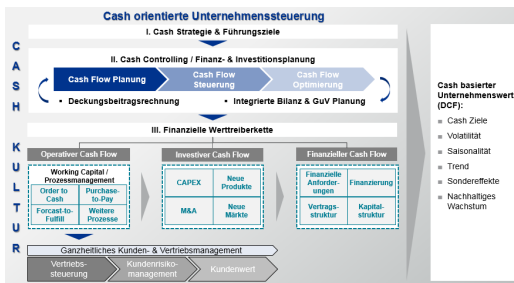 Cash orientierte Unternehmenssteuerung
I. Cash Strategie & Führungsziele
C
A
S
H
K
U
L
T
U
R
II. Cash Controlling / Finanz- & Investitionsplanung
Cash Flow Planung
Cash Flow
Steuerung
Cash Flow
Optimierung
▪ Deckungsbeitragsrechnung
▪ Integrierte Bilanz & GuV Planung
III. Finanzielle Werttreiberkette
Operativer Cash Flow
Working Capital /
Prozessmanagement
Order to
Cash
Purchase-
to-Pay
Forcast-to-
Fulfill
Weitere
Prozesse
Investiver Cash Flow
CAPEX
Neue
Produkte
M&A
Neue
Märkte
Finanzieller Cash Flow
Finanzielle
Anforder-
ungen
Finanzierung
Vertrags-
struktur
Kapital-
struktur
Ganzheitliches Kunden- & Vertriebsmanagement
Vertriebs-
steuerung
Kundenrisiko-
management
Kundenwert
Cash basierter
Unternehmenswert
(DCF):
Cash Ziele
Volatilität
Saisonalität
Trend
Sondereffekte
Nachhaltiges
Wachstum